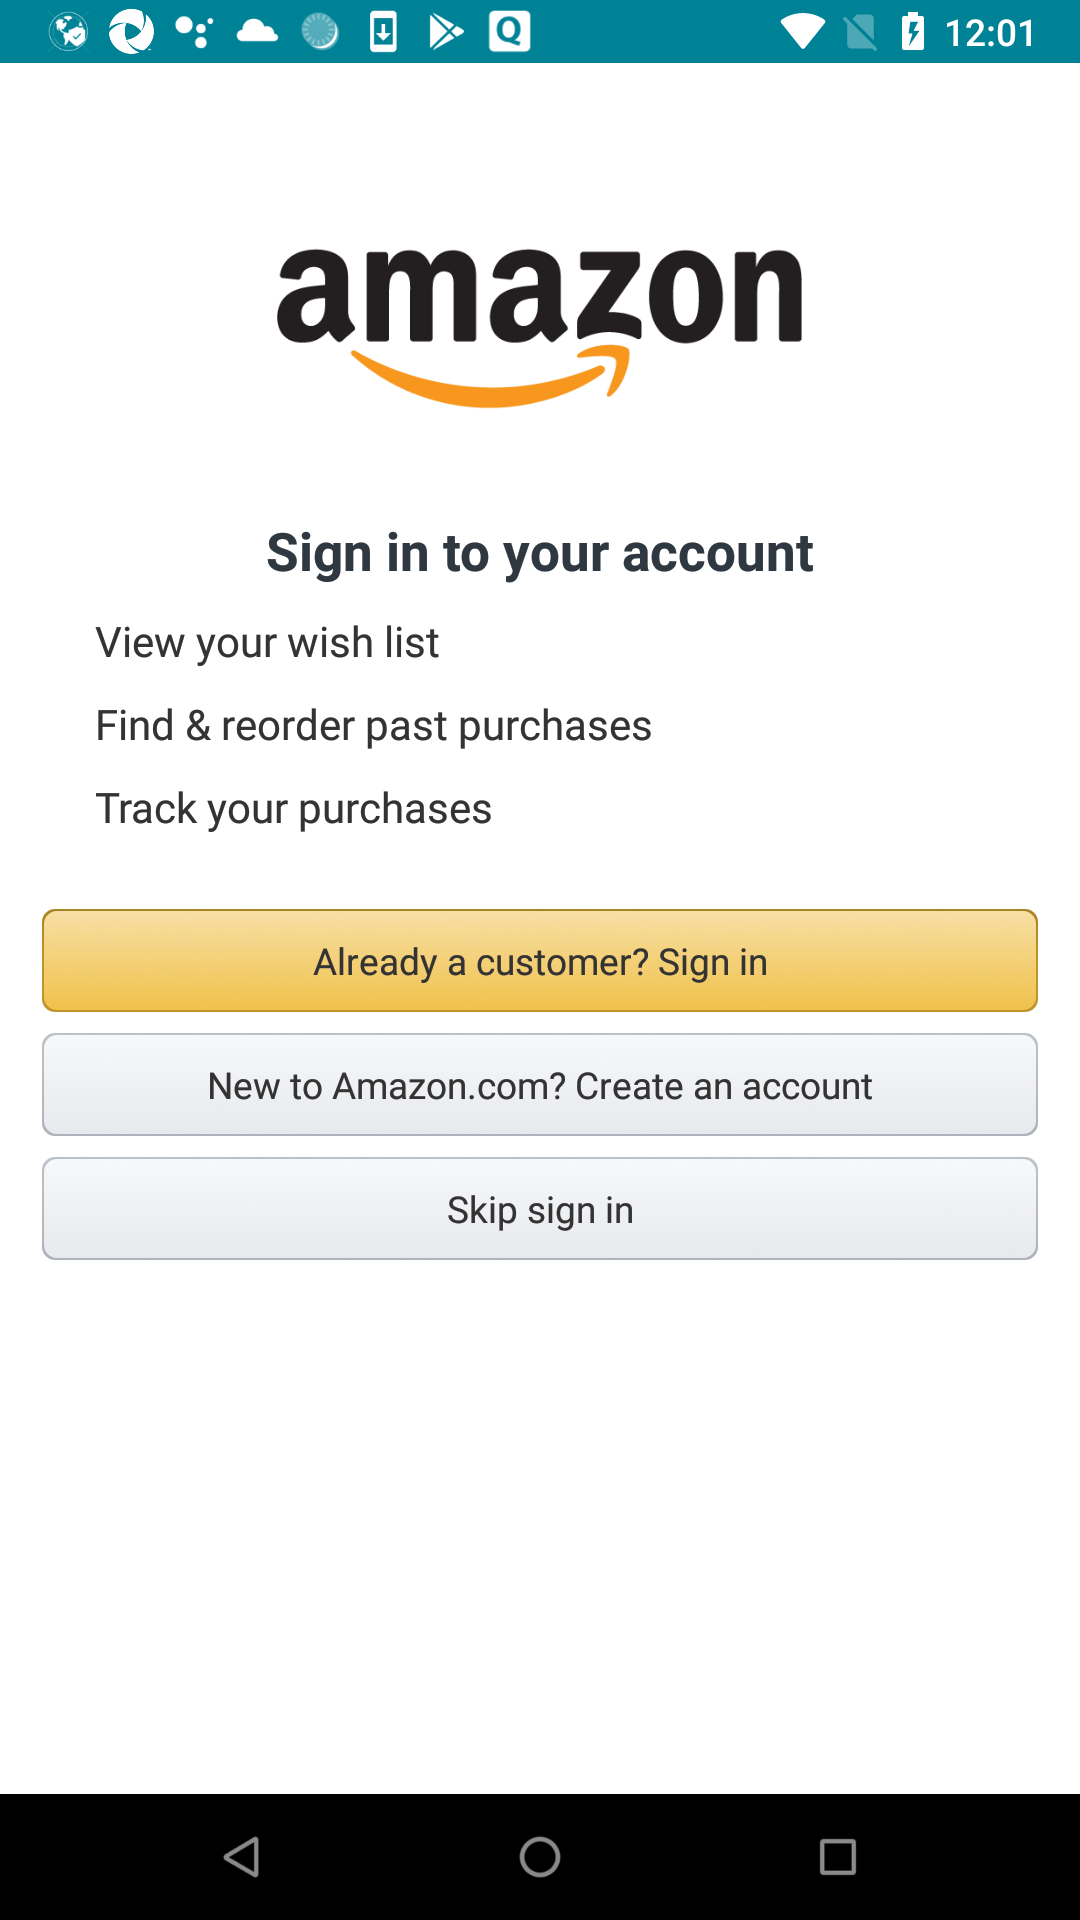 12:01
amazon
Sign in to your account
View your wish list
Find & reorder past purchases
Track your purchases
Already a customer? Sign in
New to Amazon.com? Create an account
Skip sign in